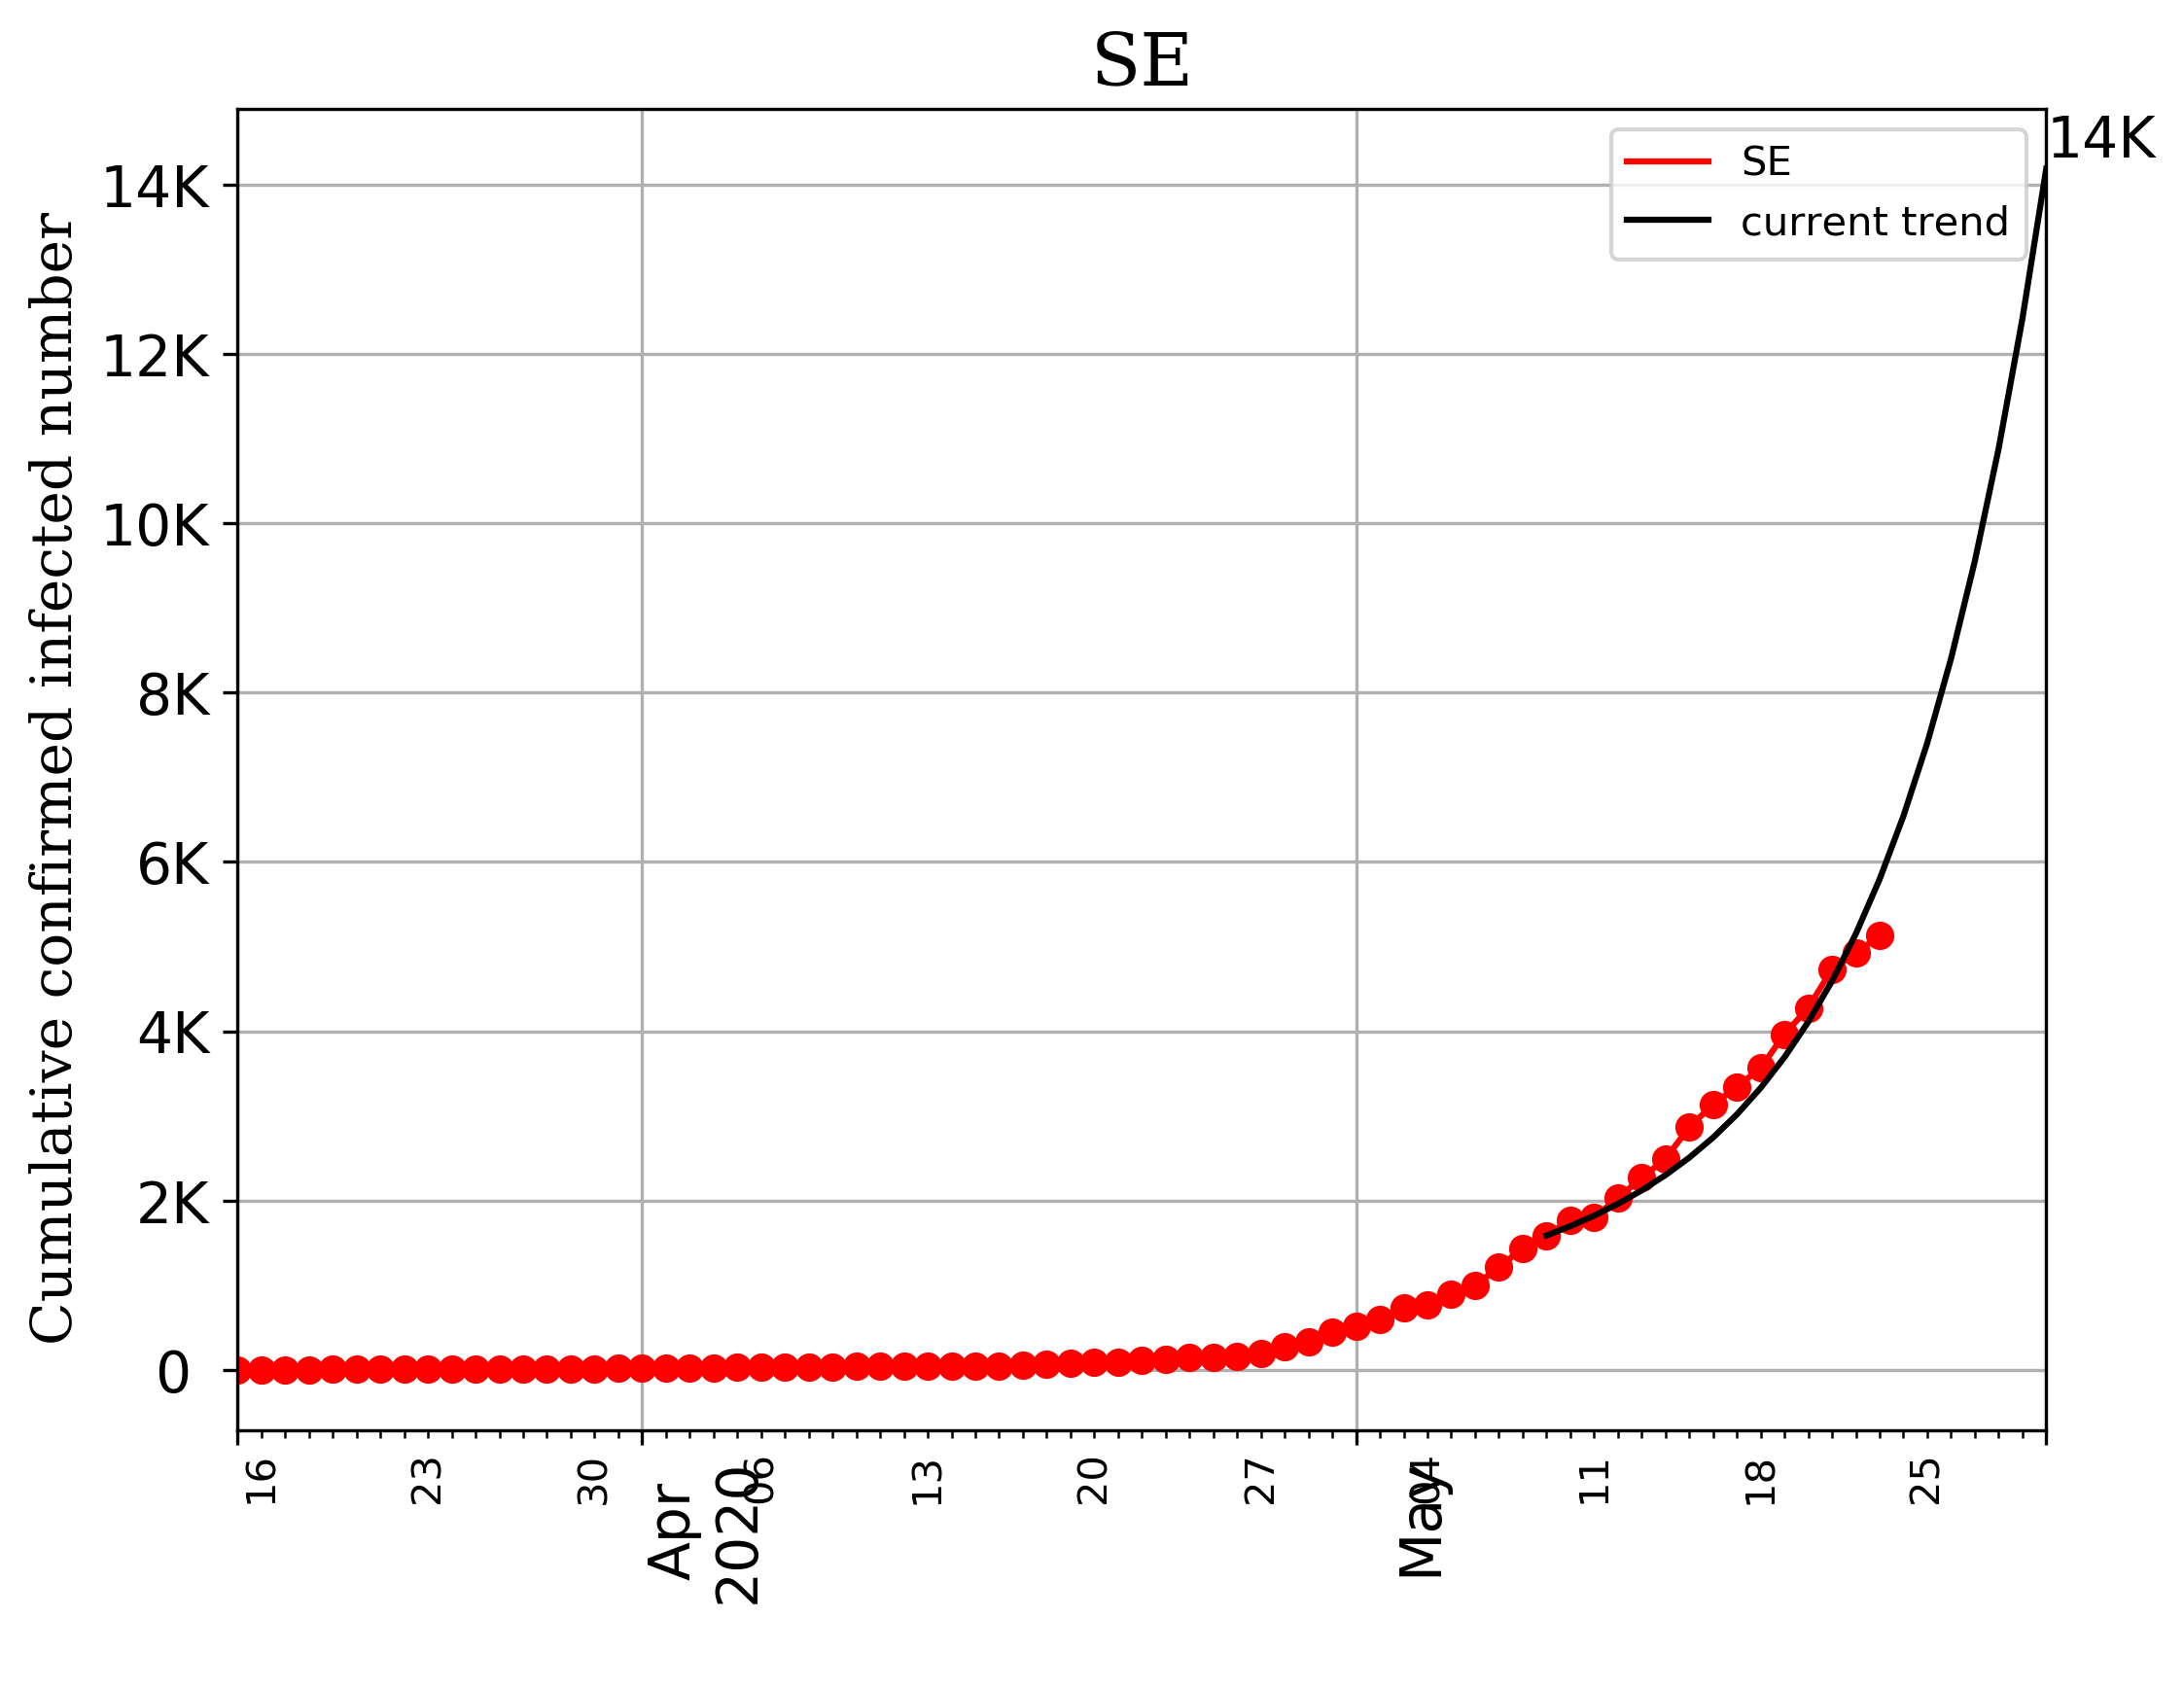 SE
14K
SE
current trend
Cumulative confirmed infected number
14K
12K
10K
8K
6K
4K
2K
0
16
23
30
06
13
20
27
04
11
18
25
Apr
2020
May